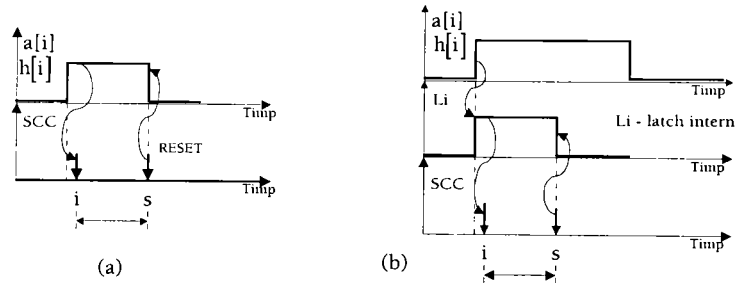 a[i]
h[i]
Timp
SCC
RESET
Timp
i
s
(a)
a[i]
h[i]
Timp
Li
Li - latch intern
Timp
SCC
Timp
i
s
(b)